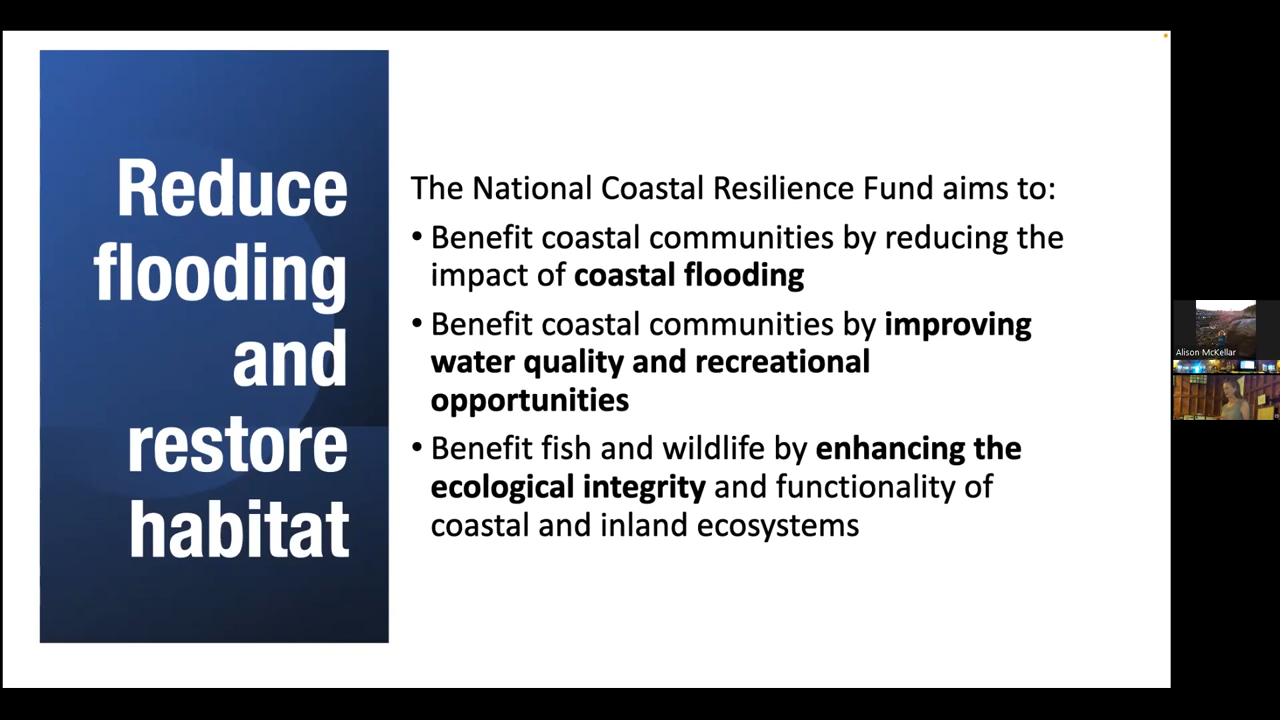 Reduce
flooding
and
restore
habitat
The National Coastal Resilience Fund aims to:
• Benefit coastal communities by reducing the
impact of coastal flooding
• Benefit coastal communities by improving
water quality and recreational
opportunities
• Benefit fish and wildlife by enhancing the
ecological integrity and functionality of
coastal and inland ecosystems
Alison McKellar